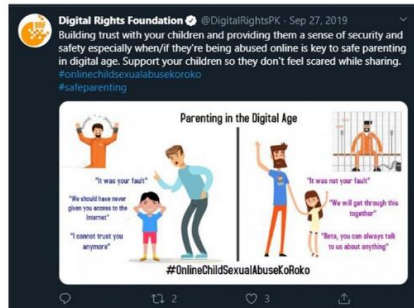 Digital Rights Foundation @DigitalRightsPK · Sep 27, 2019
Building trust with your children and providing them a sense of security and
safety especially when/if they're being abused online is key to safe parenting
in digital age. Support your children so they don't feel scared while sharing.
#onlinechildsexualabusekoroko
#safeparenting
Parenting in the Digital Age
"It was your fault"
"We should have never
given you access to the
Internet"
"I cannot trust you
anymore"
"It was not your fault"
"We will get through this
together"
"Beta, you can always talk
to us about anything"
#OnlineChildSexualAbuseKoRoko
2
3